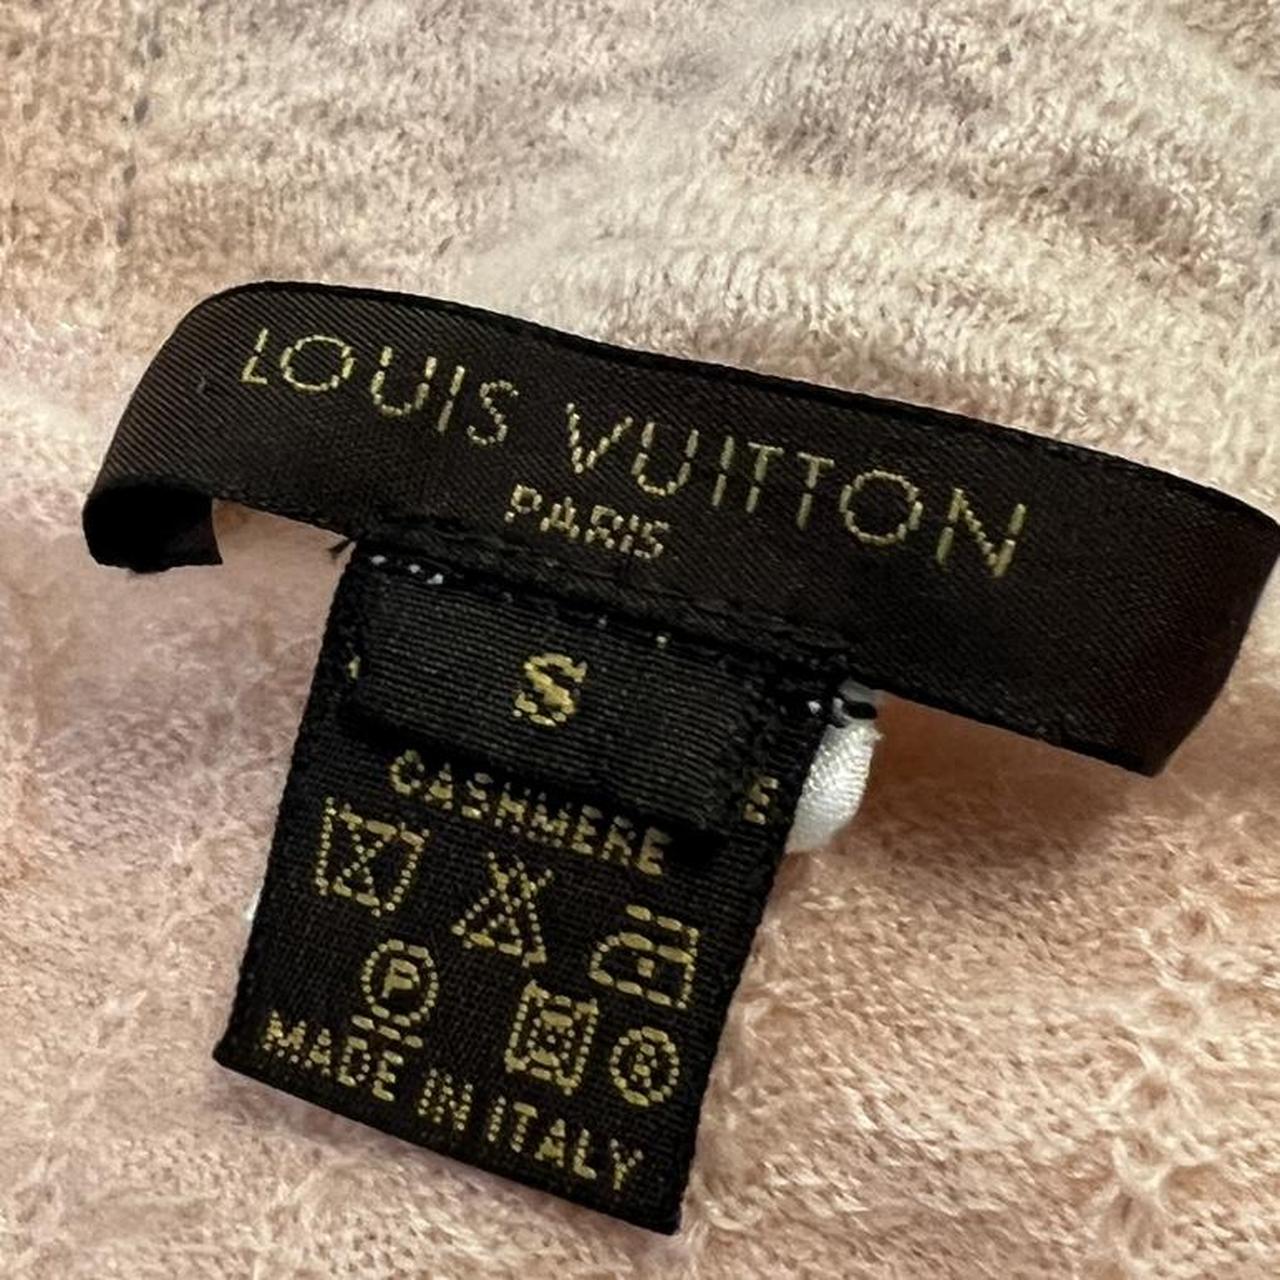 LOUIS VUITTON
PARIS
S
CASHMERE
P
MADE IN ITALY